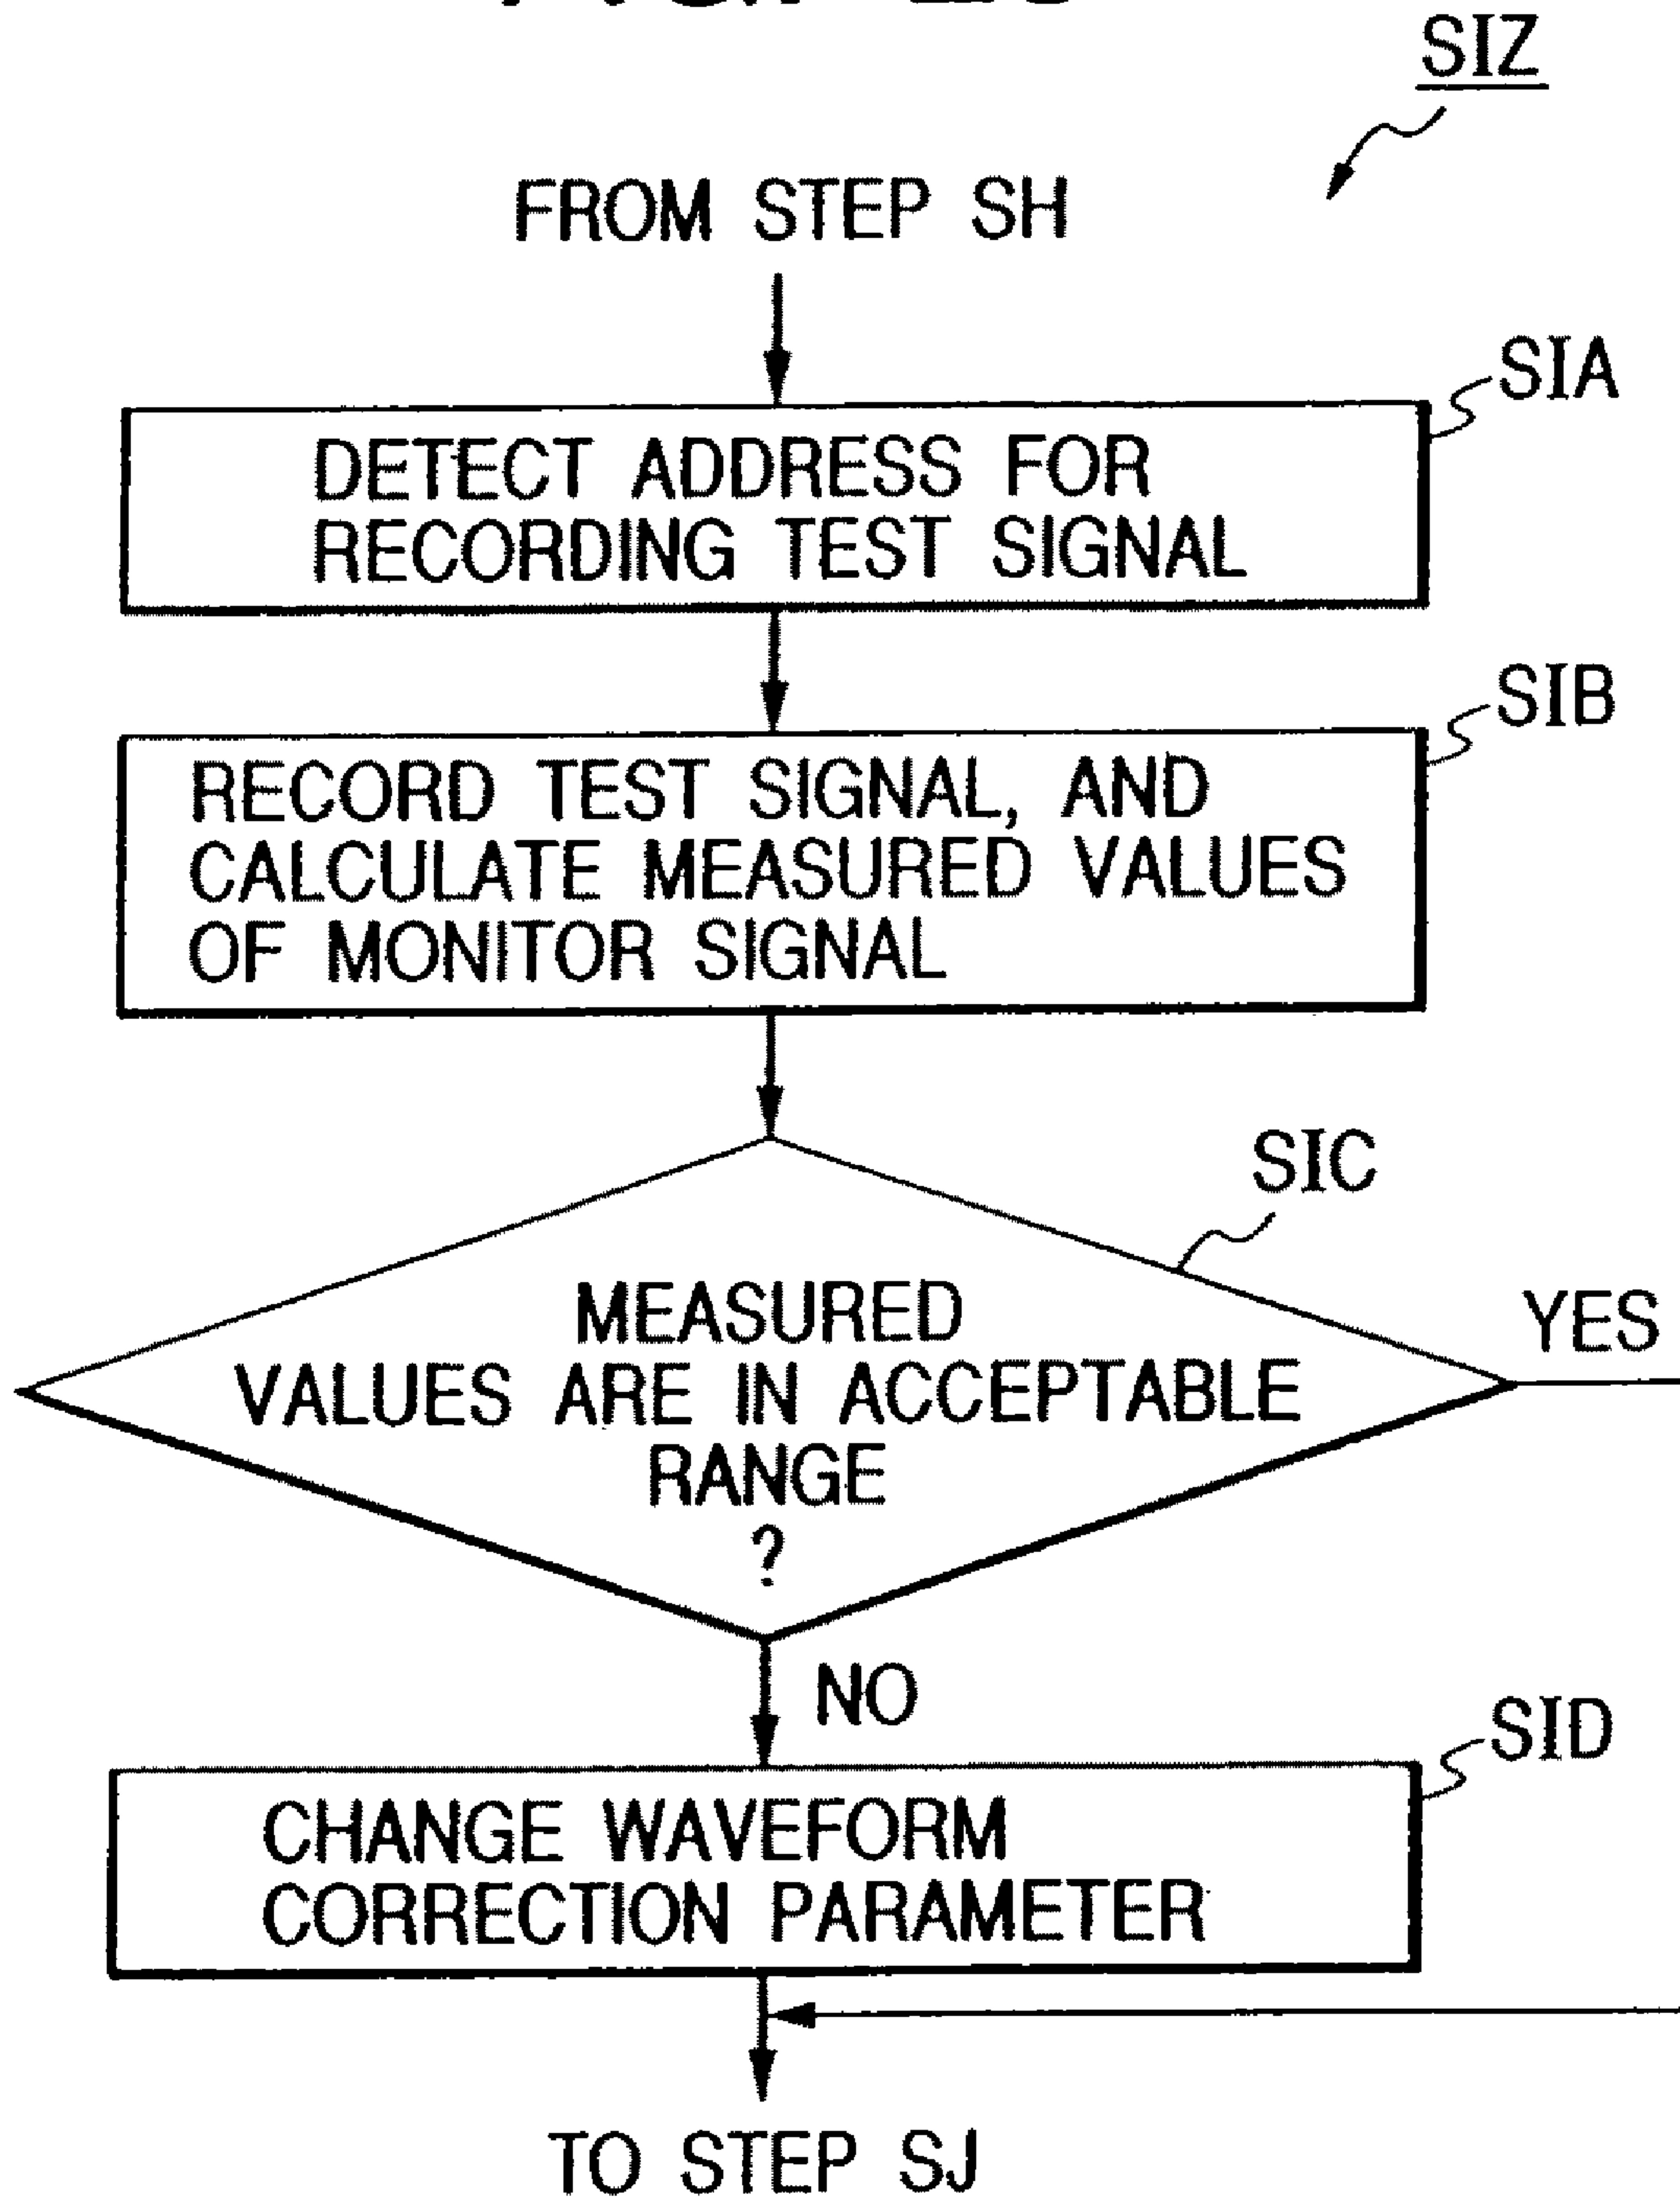 SIZ
FROM STEP SH
SIA
DETECT ADDRESS FOR
RECORDING TEST SIGNAL
SIB
RECORD TEST SIGNAL, AND
CALCULATE MEASURED VALUES
OF MONITOR SIGNAL
SIC
MEASURED
VALUES ARE IN ACCEPTABLE
RANGE
?
YES
NO
SID
CHANGE WAVEFORM
CORRECTION PARAMETER
TO STEP SJ